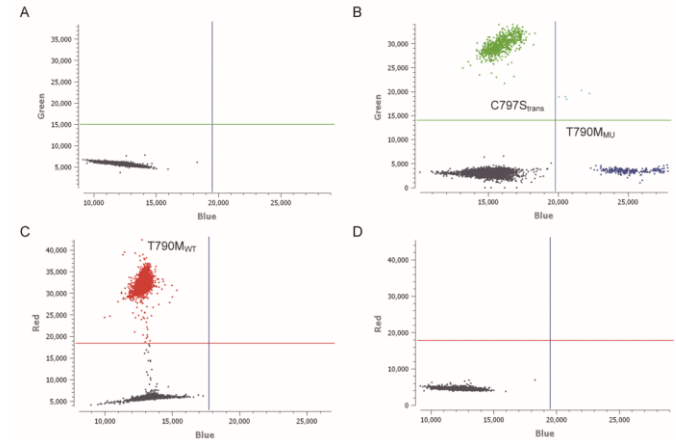 A
35,000
30,000
25,000
20,000
15,000
10,000
5,000
Green
10,000 15,000 20,000 25,000
Blue
B
30,000
25,000
20,000
15,000
10,000
5,000
0
Green
C797Strans
T790MMU
15,000 20,000 25,000
Blue
C
40,000
35,000
30,000
25,000
20,000
15,000
10,000
5,000
Red
T790MWT
10,000 15,000 20,000 25,000
Blue
D
40,000
30,000
20,000
10,000
0
Red
10,000 15,000 20,000 25,000
Blue